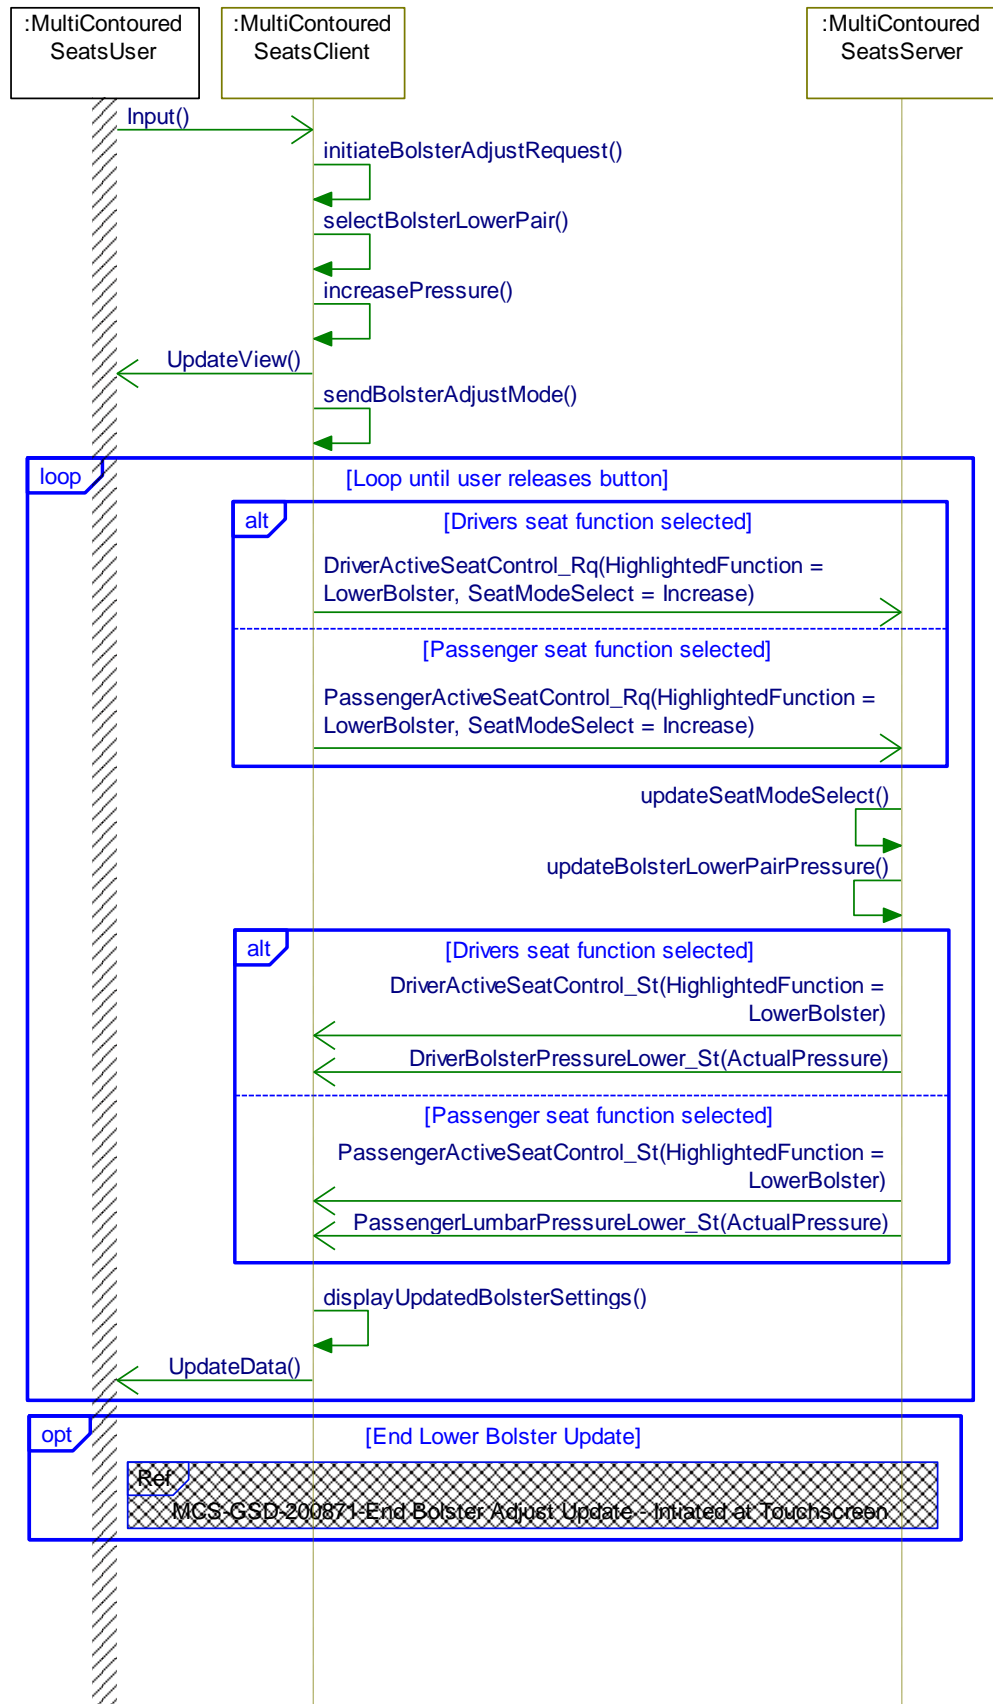 :MultiContoured
SeatsUser
:MultiContoured
SeatsClient
:MultiContoured
SeatsServer
Input()
initiateBolsterAdjustRequest()
selectBolsterLowerPair()
increasePressure()
UpdateView()
sendBolsterAdjustMode()
loop
[Loop until user releases button]
alt
[Drivers seat function selected]
DriverActiveSeatControl_Rq(HighlightedFunction =
LowerBolster, SeatModeSelect = Increase)
[Passenger seat function selected]
PassengerActiveSeatControl_Rq(HighlightedFunction =
LowerBolster, SeatModeSelect = Increase)
updateSeatModeSelect()
updateBolsterLowerPairPressure()
alt
[Drivers seat function selected]
DriverActiveSeatControl_St(HighlightedFunction =
LowerBolster)
DriverBolsterPressureLower_St(ActualPressure)
[Passenger seat function selected]
PassengerActiveSeatControl_St(HighlightedFunction =
LowerBolster)
PassengerLumbarPressureLower_St(ActualPressure)
displayUpdatedBolsterSettings()
UpdateData()
opt
[End Lower Bolster Update]
Ref
MCS-GSD-200871-End Bolster Adjust Update - Intiated at Touchscreen